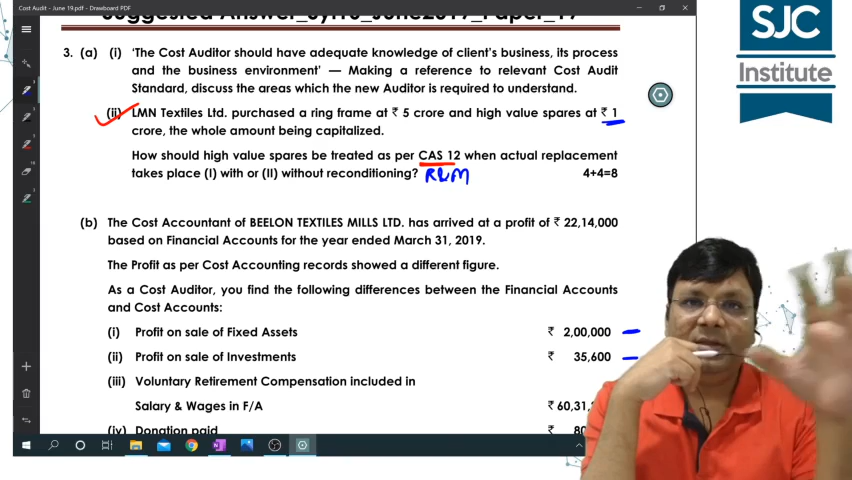 Cost Audit - June 19.pdf - Drawboard PDF
Suggested Answer_Syl16_June2019_Paper_19
SJC
Institute
3. (a) (i) 'The Cost Auditor should have adequate knowledge of client's business, its process
and the business environment' — Making a reference to relevant Cost Audit
Standard, discuss the areas which the new Auditor is required to understand.
(ii) LMN Textiles Ltd. purchased a ring frame at ₹ 5 crore and high value spares at ₹ 1
crore, the whole amount being capitalized.
How should high value spares be treated as per CAS 12 when actual replacement
takes place (I) with or (II) without reconditioning? R&M 4+4=8
(b) The Cost Accountant of BEELON TEXTILES MILLS LTD. has arrived at a profit of ₹ 22,14,000
based on Financial Accounts for the year ended March 31, 2019.
The Profit as per Cost Accounting records showed a different figure.
As a Cost Auditor, you find the following differences between the Financial Accounts
and Cost Accounts:
(i) Profit on sale of Fixed Assets ₹ 2,00,000
(ii) Profit on sale of Investments ₹ 35,600
(iii) Voluntary Retirement Compensation included in
Salary & Wages in F/A ₹ 60,31,
(iv) Donation paid ₹ 80